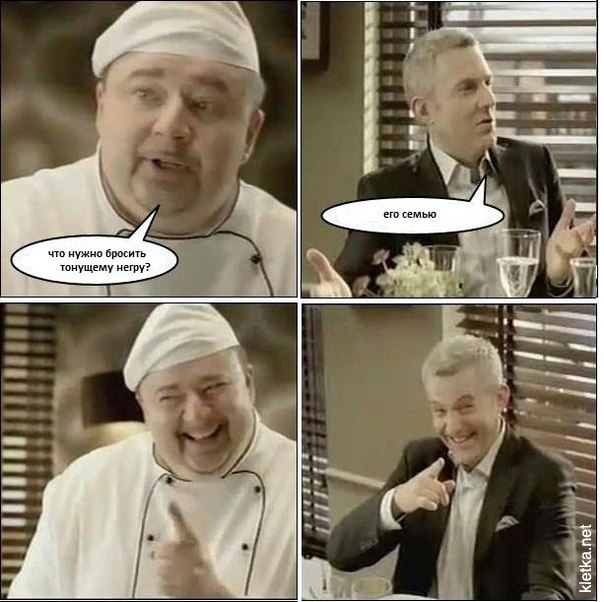 что нужно бросить
тонущему негру?
его семью
kletka.net